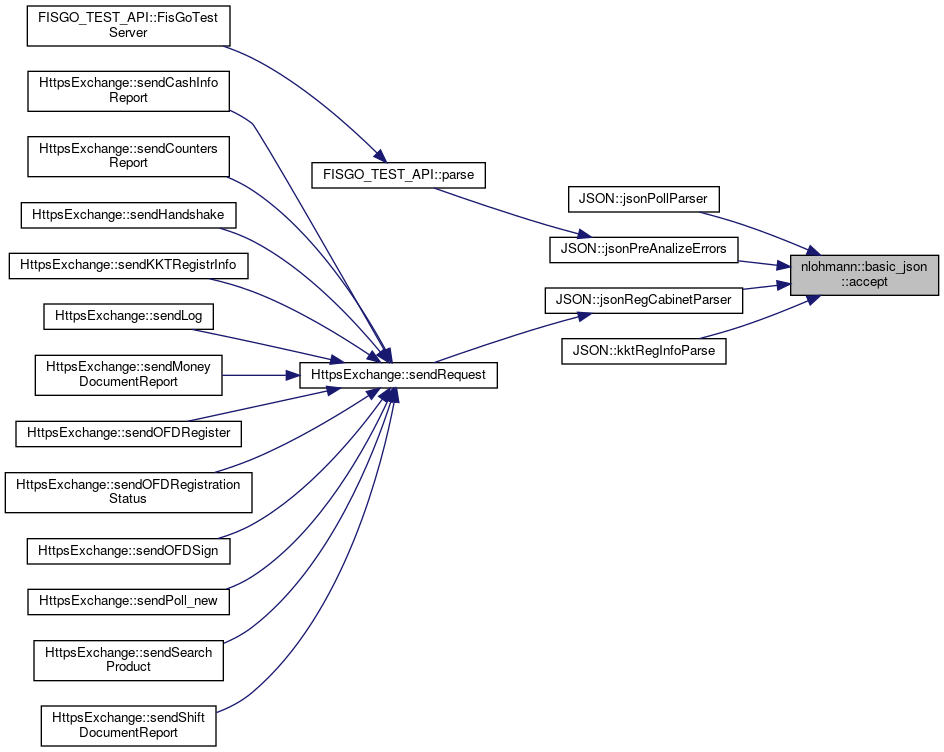 FISGO_TEST_API::FisGoTest
Server
HttpsExchange::sendCashInfo
Report
HttpsExchange::sendCounters
Report
HttpsExchange::sendHandshake
HttpsExchange::sendKKTRegistrInfo
HttpsExchange::sendLog
HttpsExchange::sendMoney
DocumentReport
HttpsExchange::sendOFDRegister
HttpsExchange::sendOFDRegistration
Status
HttpsExchange::sendOFDSign
HttpsExchange::sendPoll_new
HttpsExchange::sendSearch
Product
HttpsExchange::sendShift
DocumentReport
FISGO_TEST_API::parse
HttpsExchange::sendRequest
JSON::jsonPollParser
JSON::jsonPreAnalizeErrors
JSON::jsonRegCabinetParser
JSON::kktRegInfoParse
nlohmann::basic_json
::accept